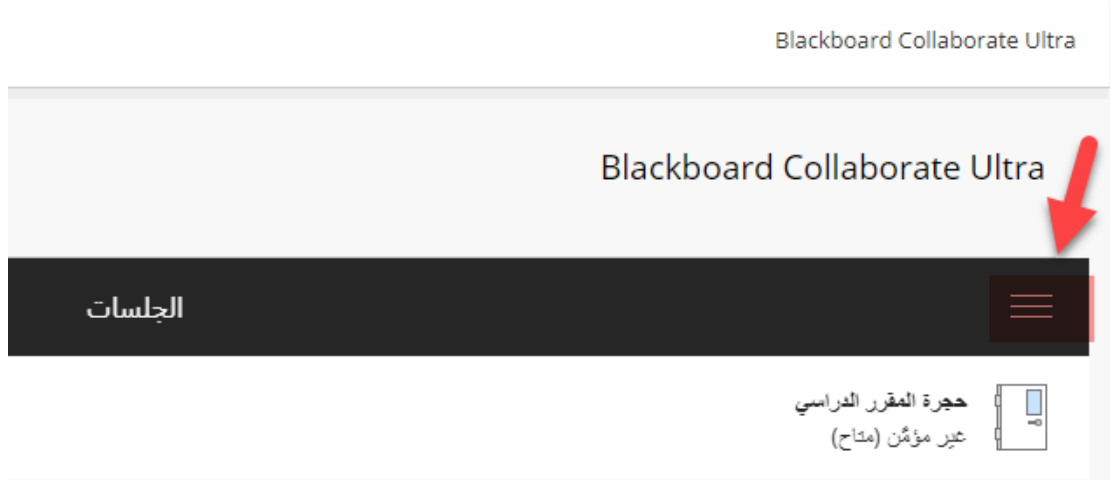 Blackboard Collaborate Ultra
Blackboard Collaborate Ultra
الجلسات
حجرة المقرر الدراسي
غير مؤمَّن (متاح)